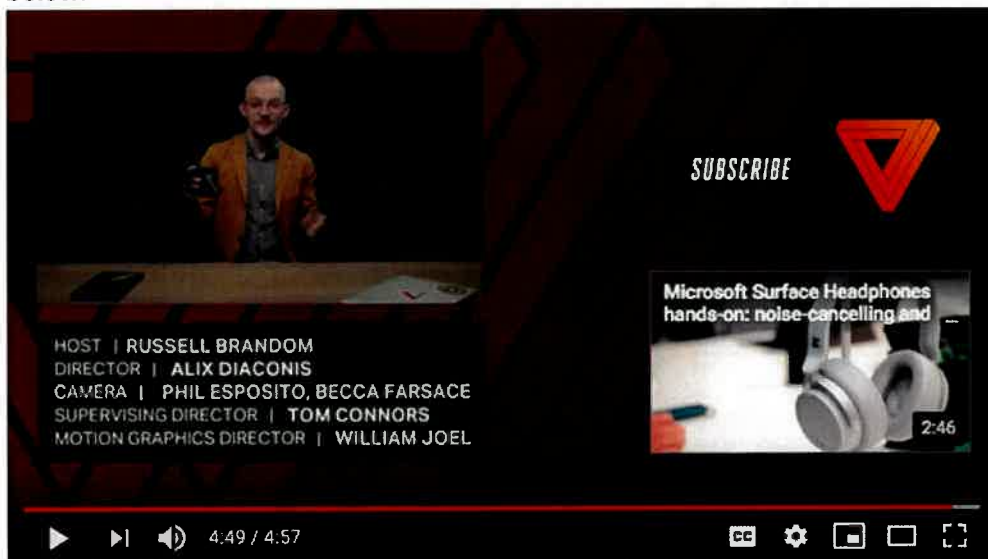 SUBSCRIBE
Microsoft Surface Headphones
hands-on: noise-cancelling and
2:46
HOST | RUSSELL BRANDOM
DIRECTOR | ALIX DIACONIS
CAMERA | PHIL ESPOSITO, BECCA FARSACE
SUPERVISING DIRECTOR | TOM CONNORS
MOTION GRAPHICS DIRECTOR | WILLIAM JOEL
4:49 / 4:57
CC